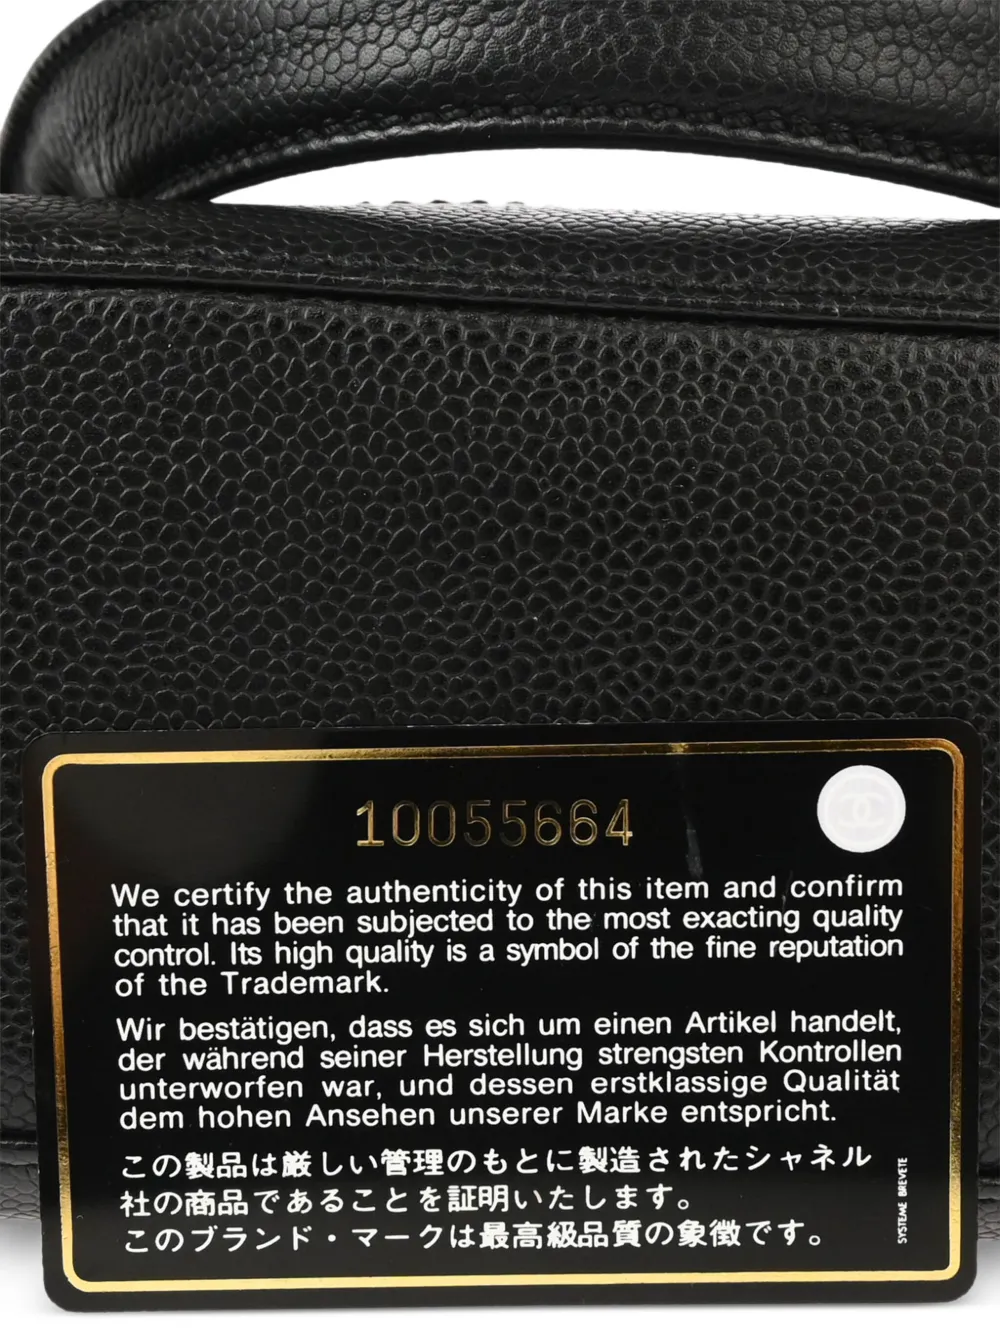 10055664
We certify the authenticity of this item and confirm
that it has been subjected to the most exacting quality
control. Its high quality is a symbol of the fine reputation
of the Trademark.
Wir bestätigen, dass es sich um einen Artikel handelt,
der während seiner Herstellung strengsten Kontrollen
unterworfen war, und dessen erstklassige Qualität
dem hohen Ansehen unserer Marke entspricht.
この製品は厳しい管理のもとに製造されたシャネル
社の商品であることを証明いたします。
このブランド・マークは最高級品質の象徴です。
SYSTEME BREVETE